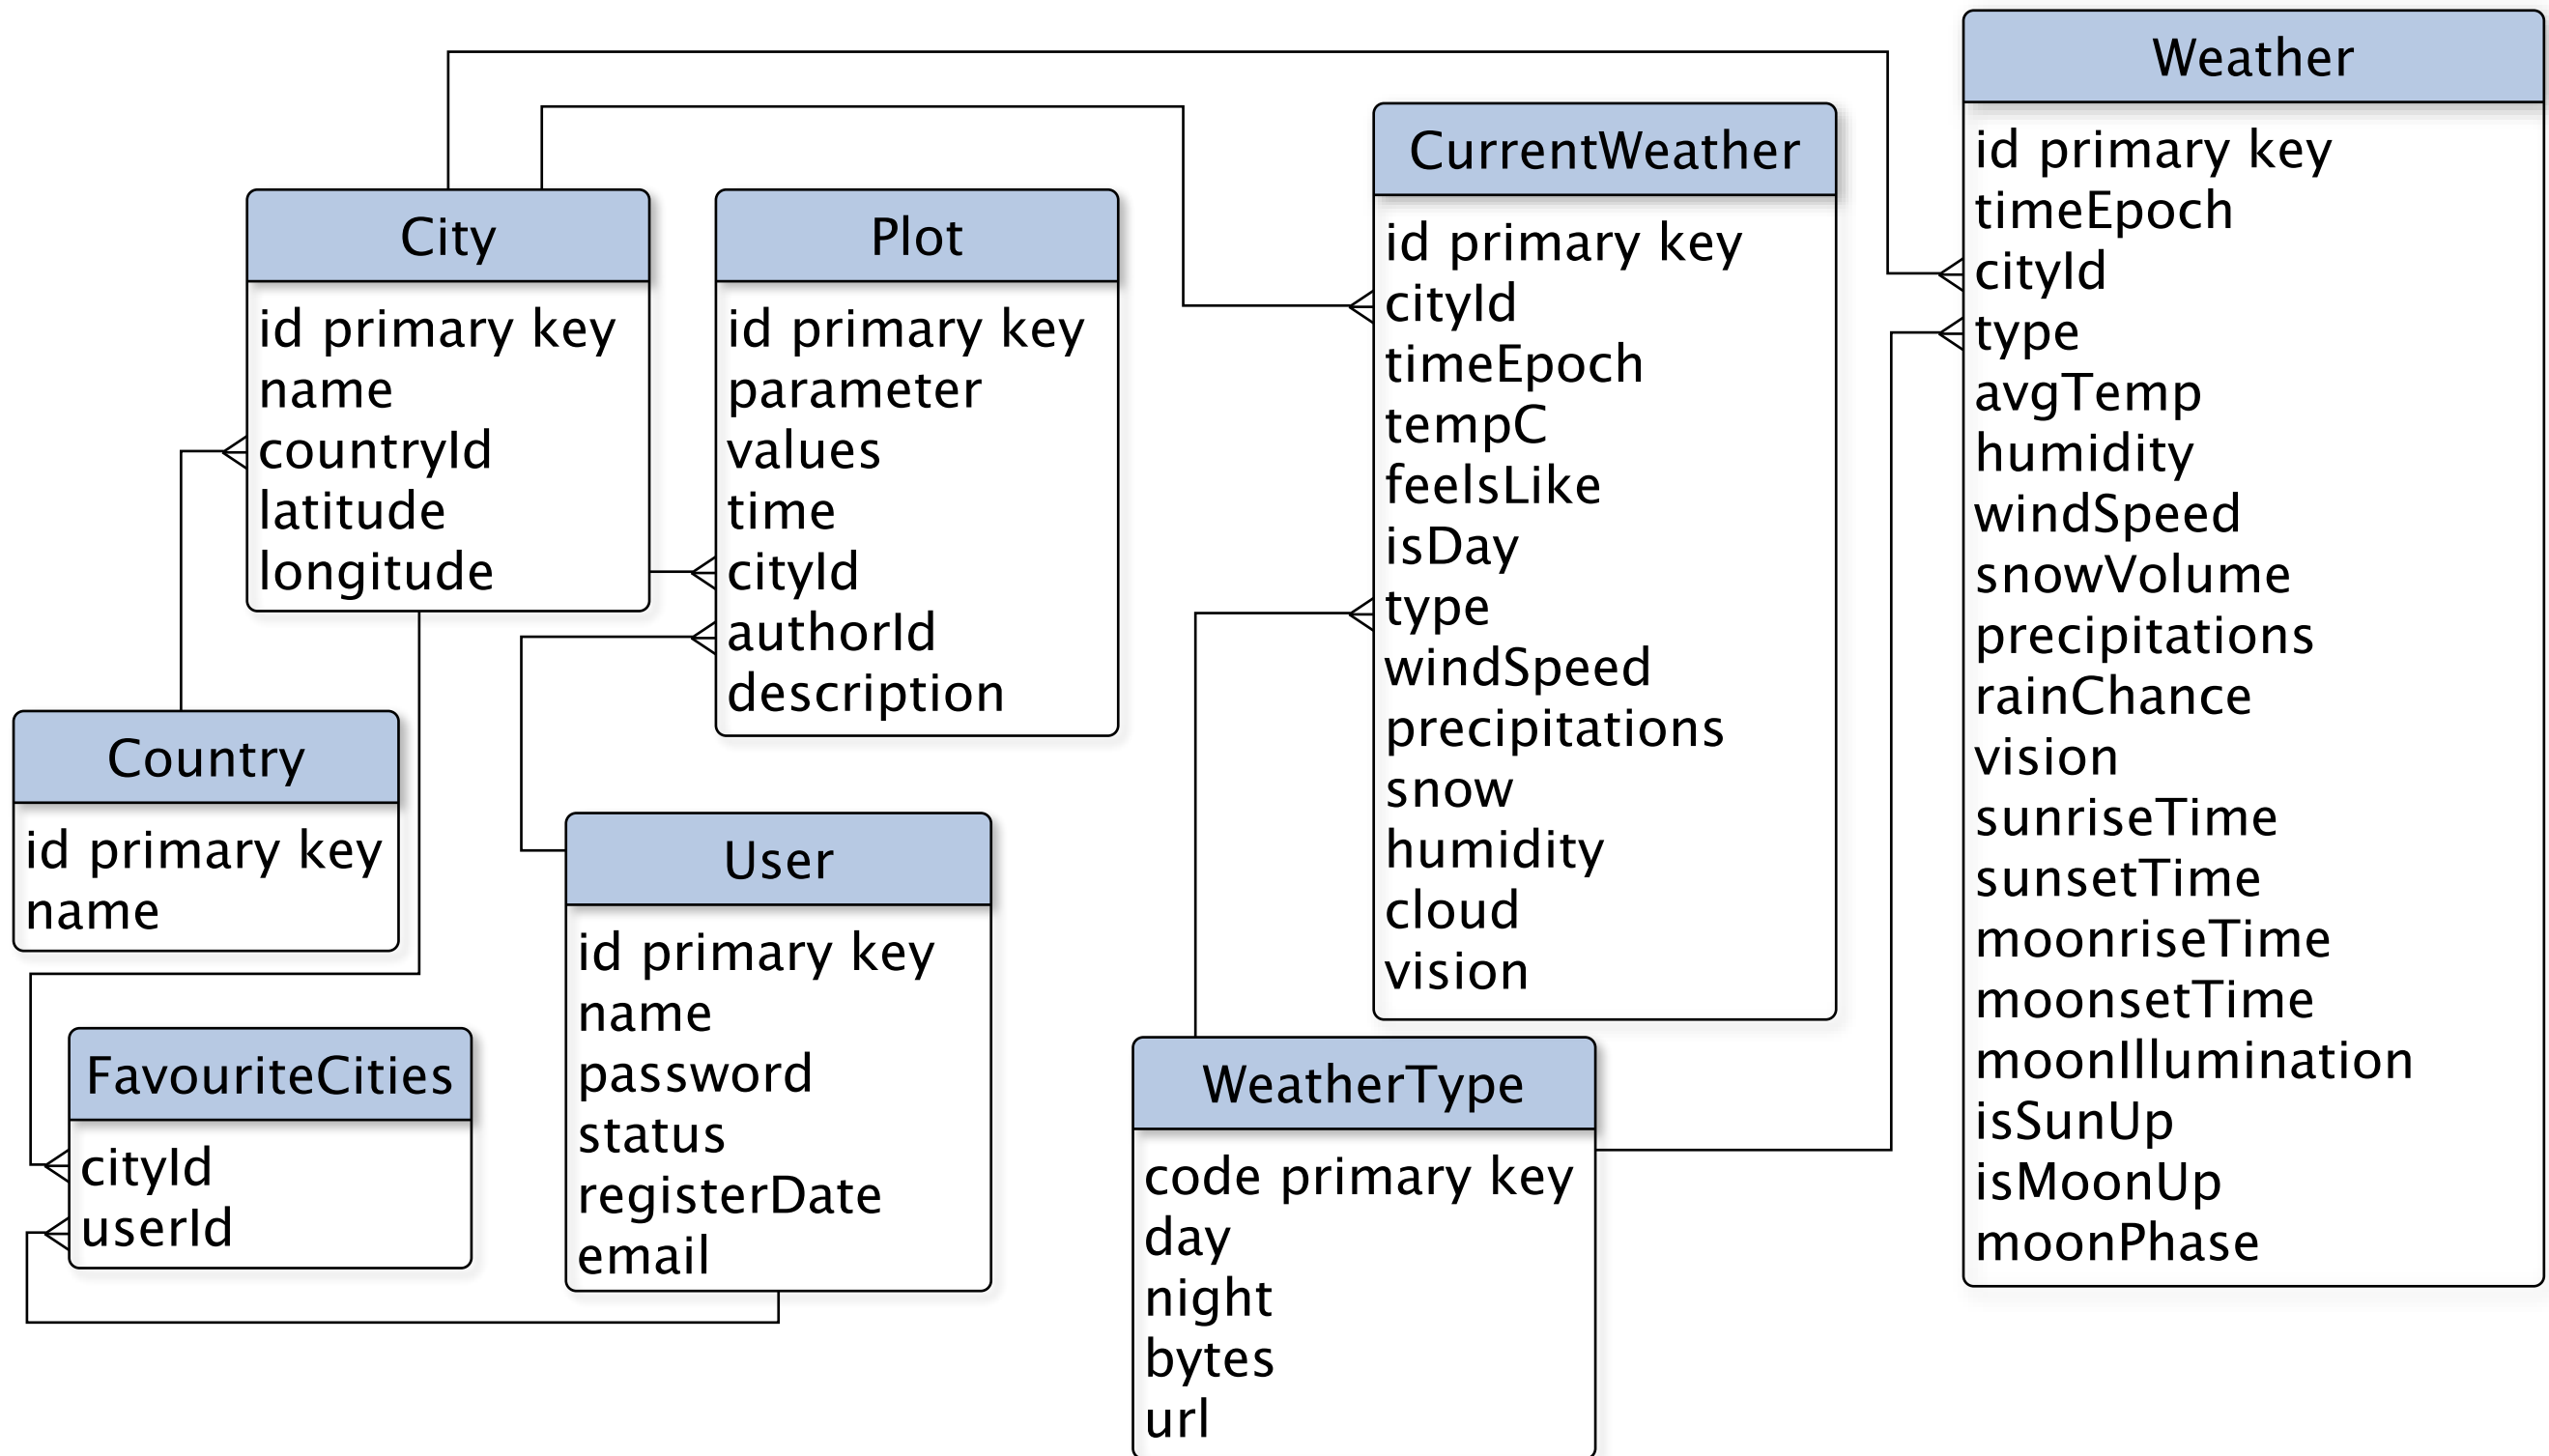 City
id primary key
name
countryId
latitude
longitude
Plot
id primary key
parameter
values
time
cityId
authorId
description
CurrentWeather
id primary key
cityId
timeEpoch
tempC
feelsLike
isDay
type
windSpeed
precipitations
snow
humidity
cloud
vision
Weather
id primary key
timeEpoch
cityId
type
avgTemp
humidity
windSpeed
snowVolume
precipitations
rainChance
vision
sunriseTime
sunsetTime
moonriseTime
moonsetTime
moonIllumination
isSunUp
isMoonUp
moonPhase
Country
id primary key
name
User
id primary key
name
password
status
registerDate
email
FavouriteCities
cityId
userId
WeatherType
code primary key
day
night
bytes
url